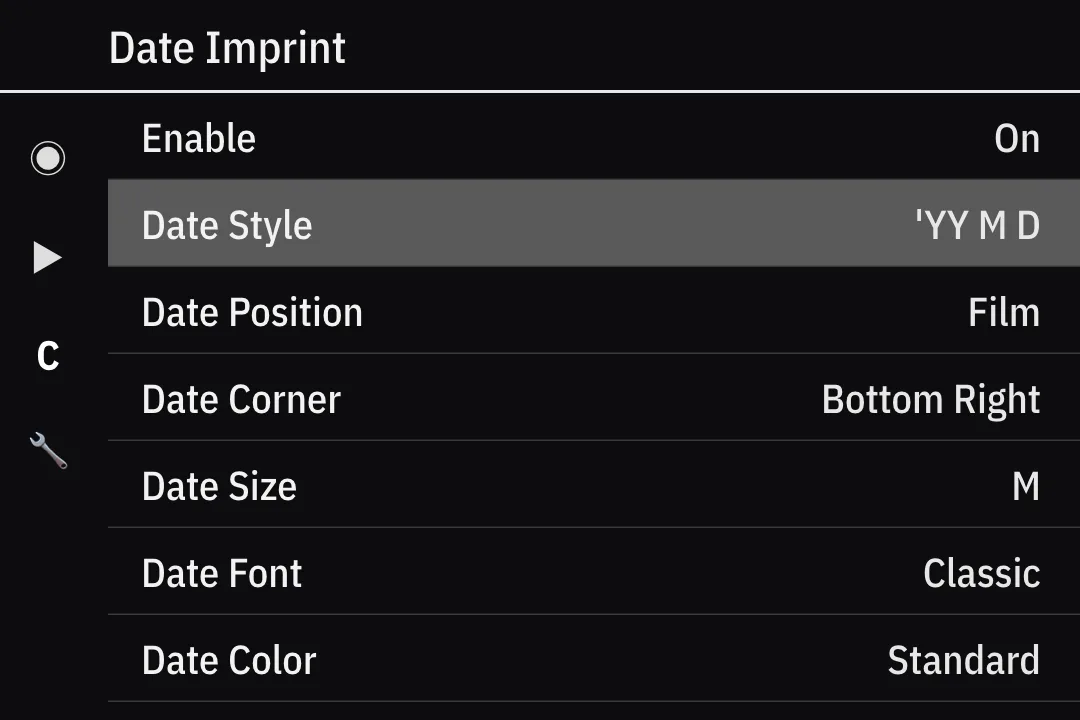 Date Imprint
Enable On
Date Style 'YY M D
Date Position Film
C
Date Corner Bottom Right
Date Size M
Date Font Classic
Date Color Standard